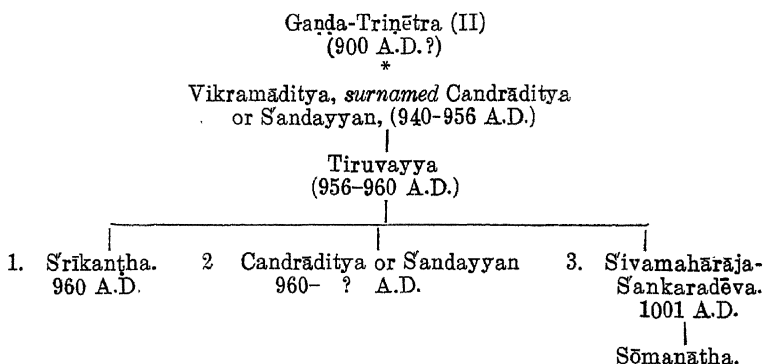 Gaṇḍa-Triṇētra (II)
(900 A.D.?)
*
Vikramāditya, surnamed Candrāditya
or S'andayyan, (940-956 A.D.)
Tiruvayya
(956-960 A.D.)
1. S'rīkaṇṭha. 2 Candrāditya or S'andayyan 3. S'ivamahārāja-
960 A.D. 960- ? A.D. S'ankaradēva.
1001 A.D.
Sōmanātha.